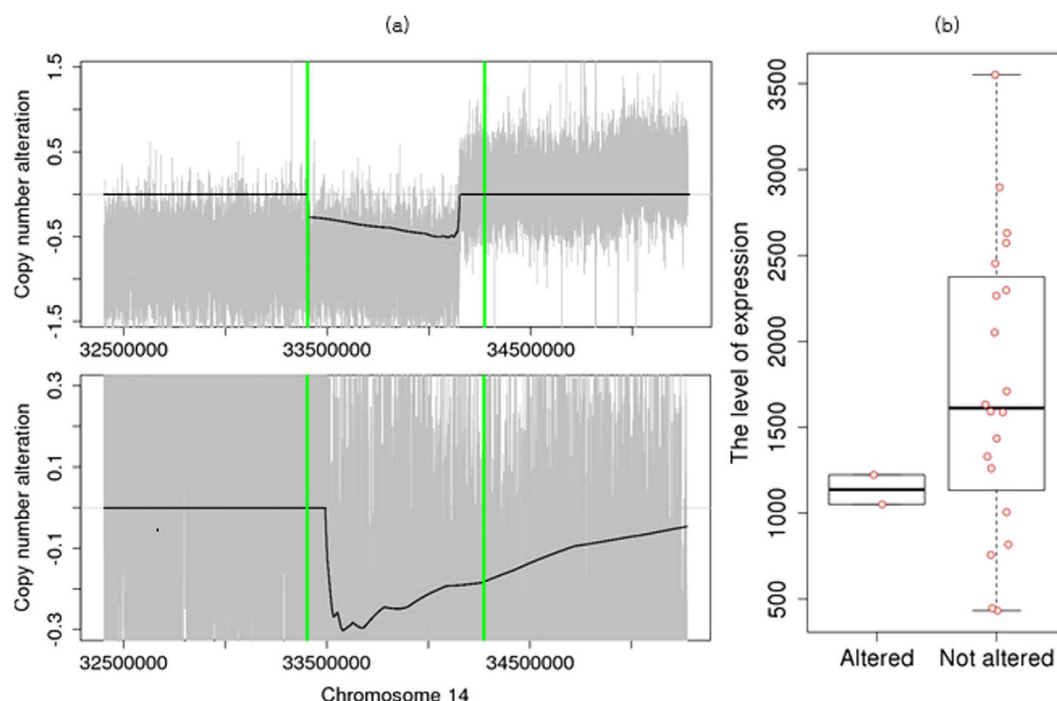 (a)
Copy number alteration
1.5
0.5
-0.5
-1.5
32500000 33500000 34500000
Copy number alteration
0.3
0.1
-0.1
-0.3
32500000 33500000 34500000
Chromosome 14
(b)
The level of expression
3500
3000
2500
2000
1500
1000
500
Altered Not altered